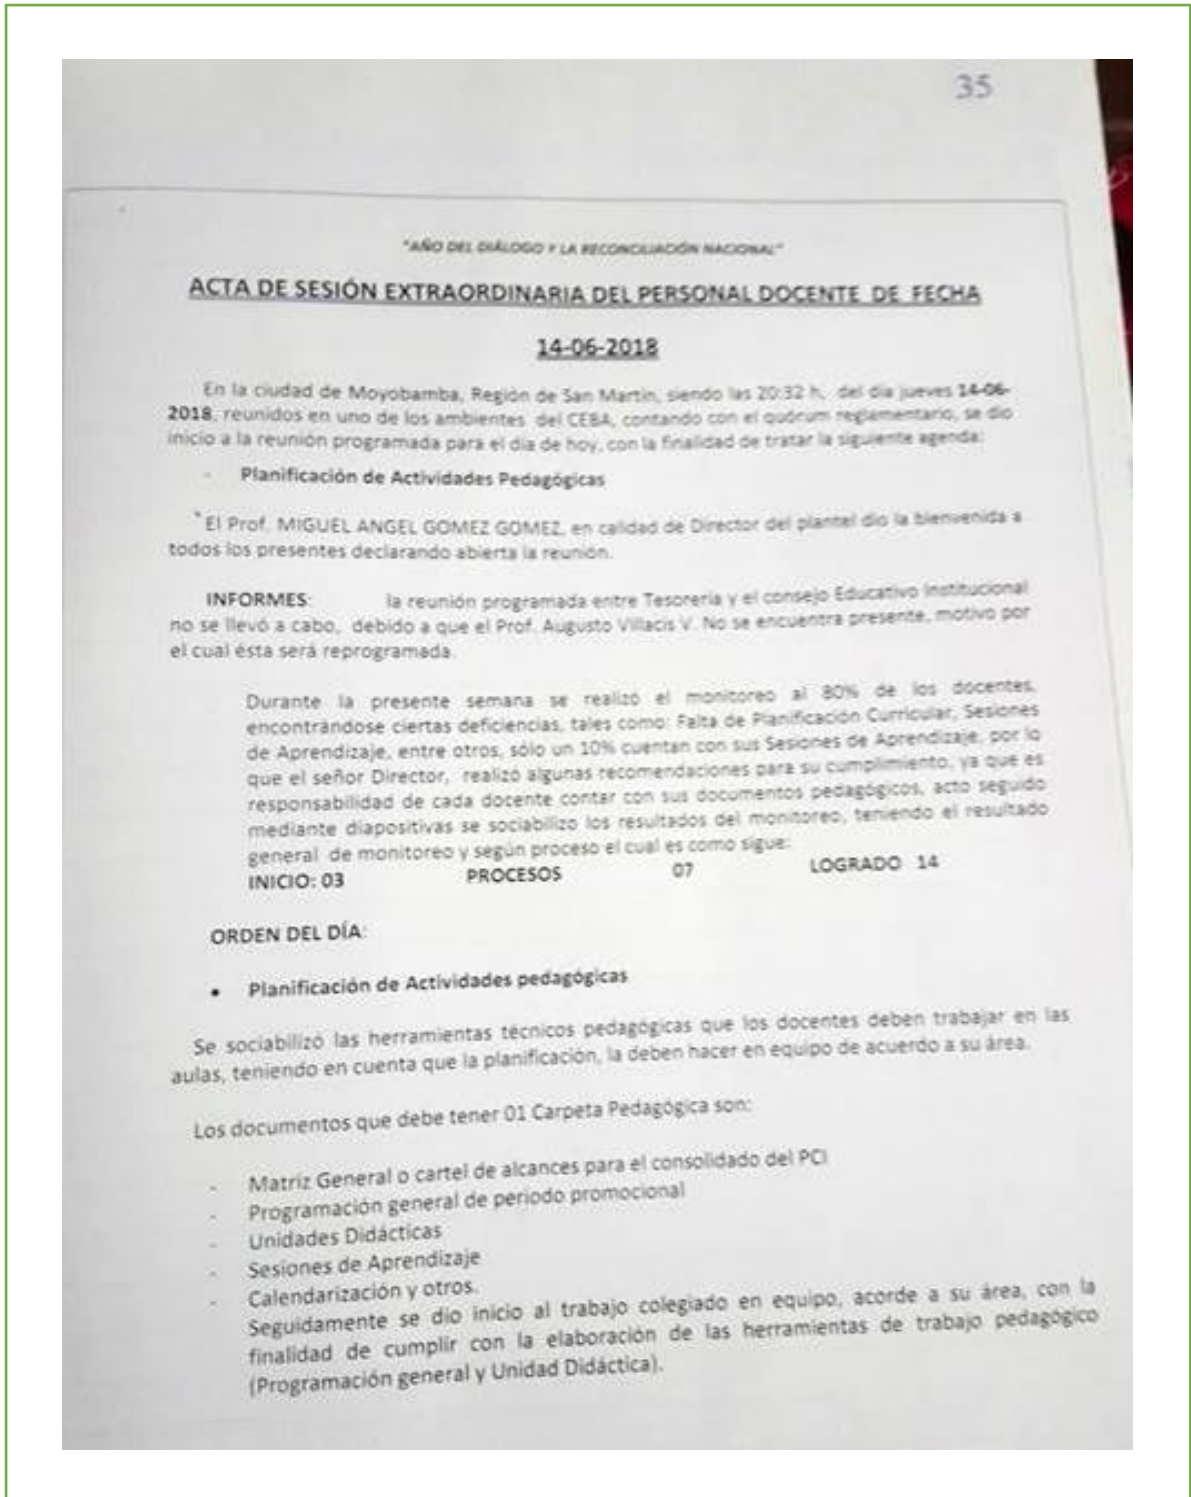 35
"AÑO DEL DIÁLOGO Y LA RECONCILIACIÓN NACIONAL"
ACTA DE SESIÓN EXTRAORDINARIA DEL PERSONAL DOCENTE DE FECHA
14-06-2018
En la ciudad de Moyobamba, Región de San Martín, siendo las 20:32 h, del día jueves 14-06-
2018, reunidos en uno de los ambientes del CEBA, contando con el quórum reglamentario, se dio
inicio a la reunión programada para el día de hoy, con la finalidad de tratar la siguiente agenda:
- Planificación de Actividades Pedagógicas
El Prof. MIGUEL ANGEL GOMEZ GOMEZ, en calidad de Director del plantel dio la bienvenida a
todos los presentes declarando abierta la reunión.
INFORMES: la reunión programada entre Tesorería y el consejo Educativo Institucional
no se llevó a cabo, debido a que el Prof. Augusto Villacis V. No se encuentra presente, motivo por
el cual ésta será reprogramada.
Durante la presente semana se realizó el monitoreo al 80% de los docentes,
encontrándose ciertas deficiencias, tales como: Falta de Planificación Curricular, Sesiones
de Aprendizaje, entre otros, sólo un 10% cuentan con sus Sesiones de Aprendizaje, por lo
que el señor Director, realizó algunas recomendaciones para su cumplimiento, ya que es
responsabilidad de cada docente contar con sus documentos pedagógicos, acto seguido
mediante diapositivas se sociabilizo los resultados del monitoreo, teniendo el resultado
general de monitoreo y según proceso el cual es como sigue:
INICIO: 03 PROCESOS 07 LOGRADO 14
ORDEN DEL DÍA:
• Planificación de Actividades pedagógicas
Se sociabilizó las herramientas técnicos pedagógicas que los docentes deben trabajar en las
aulas, teniendo en cuenta que la planificación, la deben hacer en equipo de acuerdo a su área.
Los documentos que debe tener 01 Carpeta Pedagógica son:
- Matríz General o cartel de alcances para el consolidado del PCI
- Programación general de periodo promocional
- Unidades Didácticas
- Sesiones de Aprendizaje
- Calendarización y otros.
Seguidamente se dio inicio al trabajo colegiado en equipo, acorde a su área, con la
finalidad de cumplir con la elaboración de las herramientas de trabajo pedagógico
(Programación general y Unidad Didáctica).